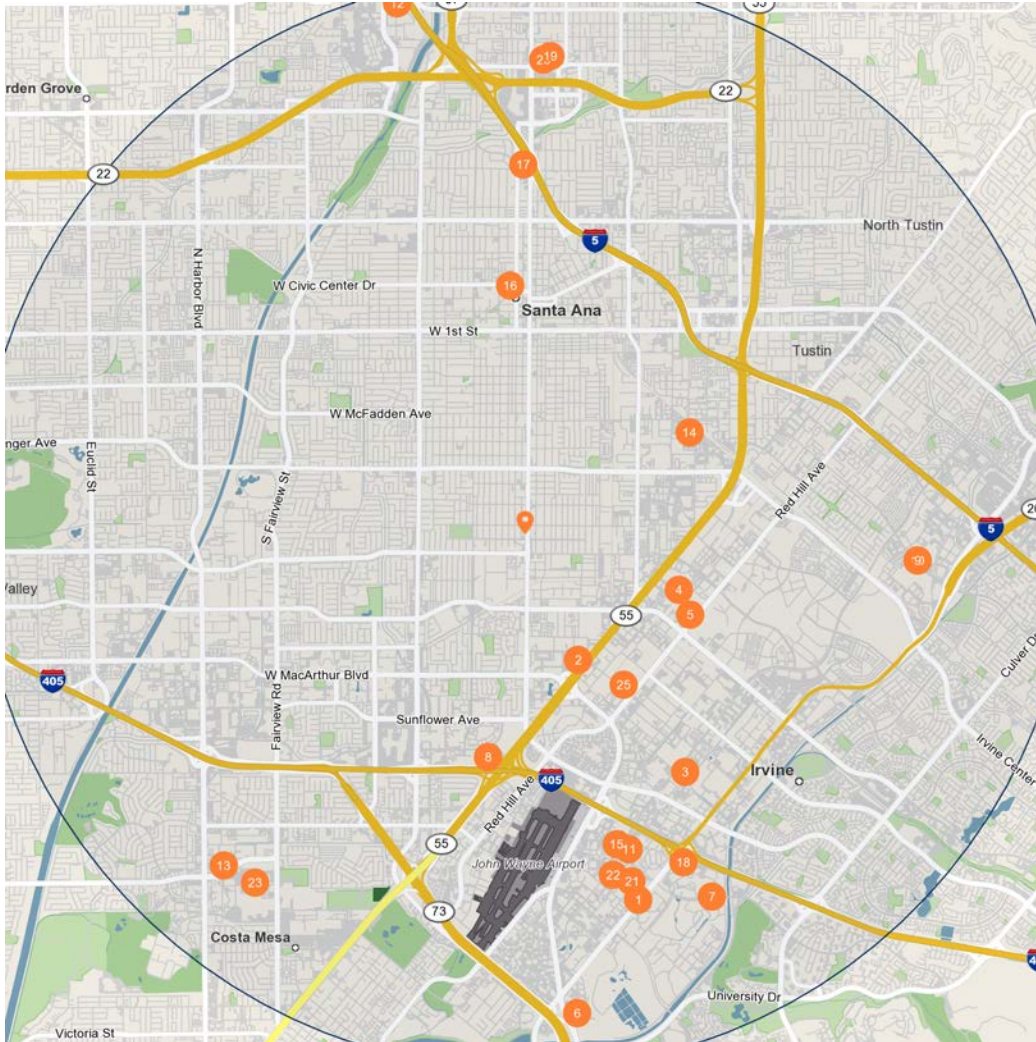 12
55
2 19
22
rden Grove
17
22
North Tustin
5
N Harbor Blvd
W Civic Center Dr
16
Santa Ana
W 1st St
Tustin
W McFadden Ave
14
nger Ave
Euclid St
S Fairview St
Red Hill Ave
5
9
Valley
4
55
5
2
W MacArthur Blvd
405
25
Culver D
Fairview Rd
Sunflower Ave
8
3
Irvine
Irvine Center
405
Red Hill Ave
55
15
11
John Wayne Airport
18
13
23
22
21
1
7
73
Costa Mesa
6
University Dr
Victoria St